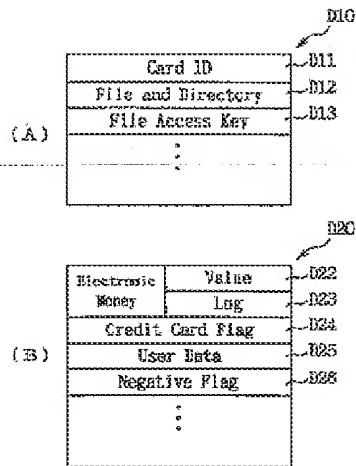 D10
Card ID D11
File and Directory D12
File Access Key D13
(A)
D20
Electronic Money Value D22
Log D23
Credit Card Flag D24
(B)
User Data D25
Negative Flag D26